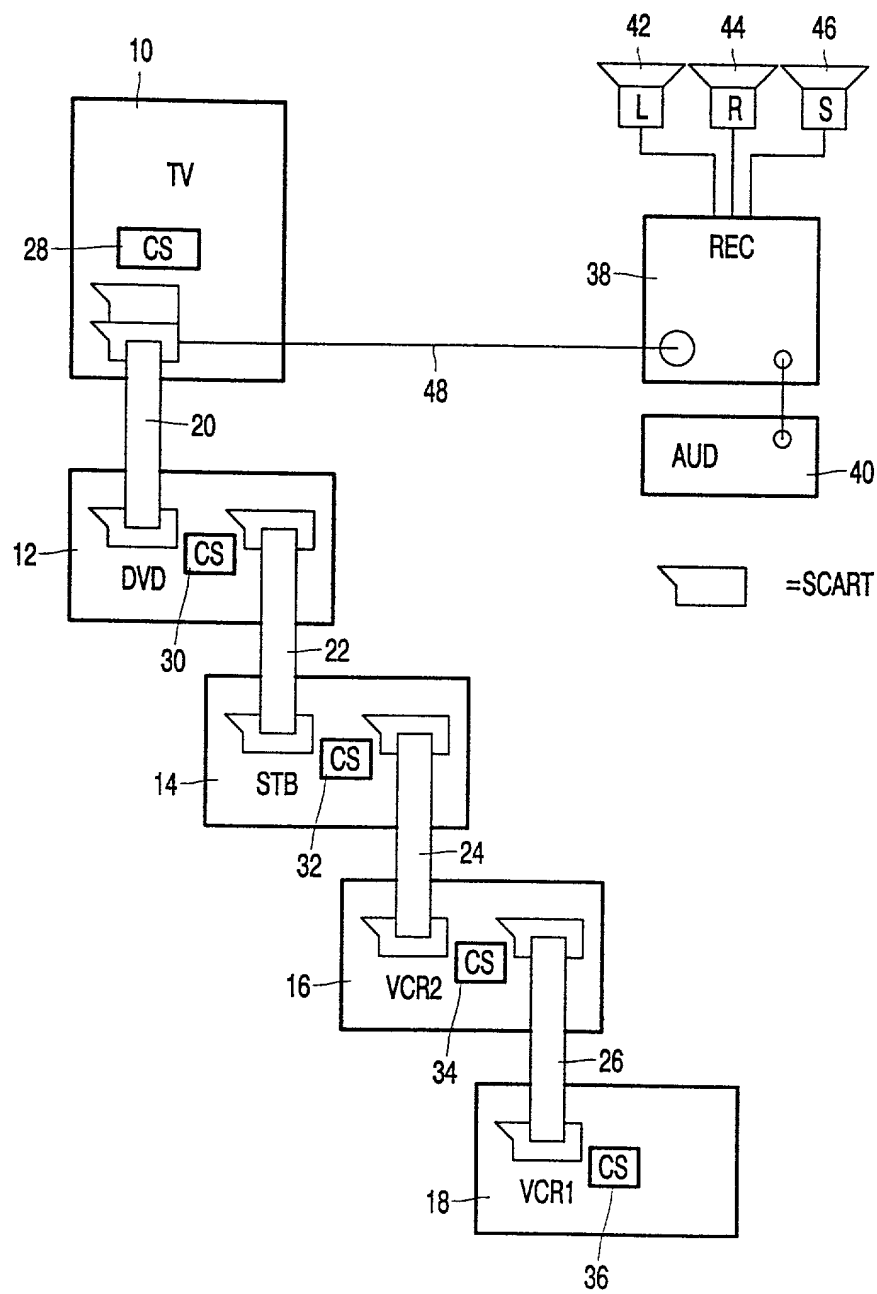 42 44 46
10
L R S
TV
REC
28 CS
38
48
20
AUD
40
12 CS
DVD
=SCART
30
22
CS
14 STB
32
24
CS
16 VCR2
34
26
CS
18 VCR1
36